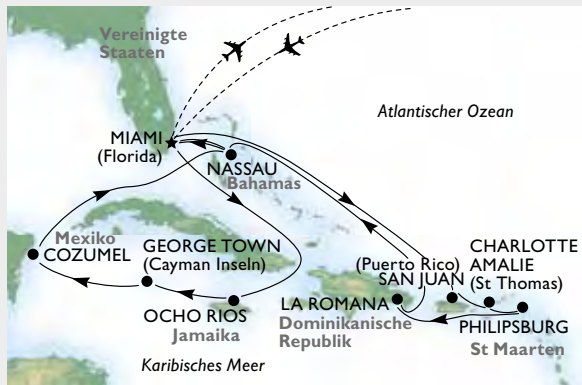 Vereinigte
Staaten
Atlantischer Ozean
MIAMI
(Florida)
NASSAU
Bahamas
Mexiko
COZUMEL
GEORGE TOWN
(Cayman Inseln)
OCHO RIOS
Jamaika
(Puerto Rico)
SAN JUAN
CHARLOTTE
AMALIE
(St Thomas)
LA ROMANA
Dominikanische
Republik
PHILIPSBURG
St Maarten
Karibisches Meer